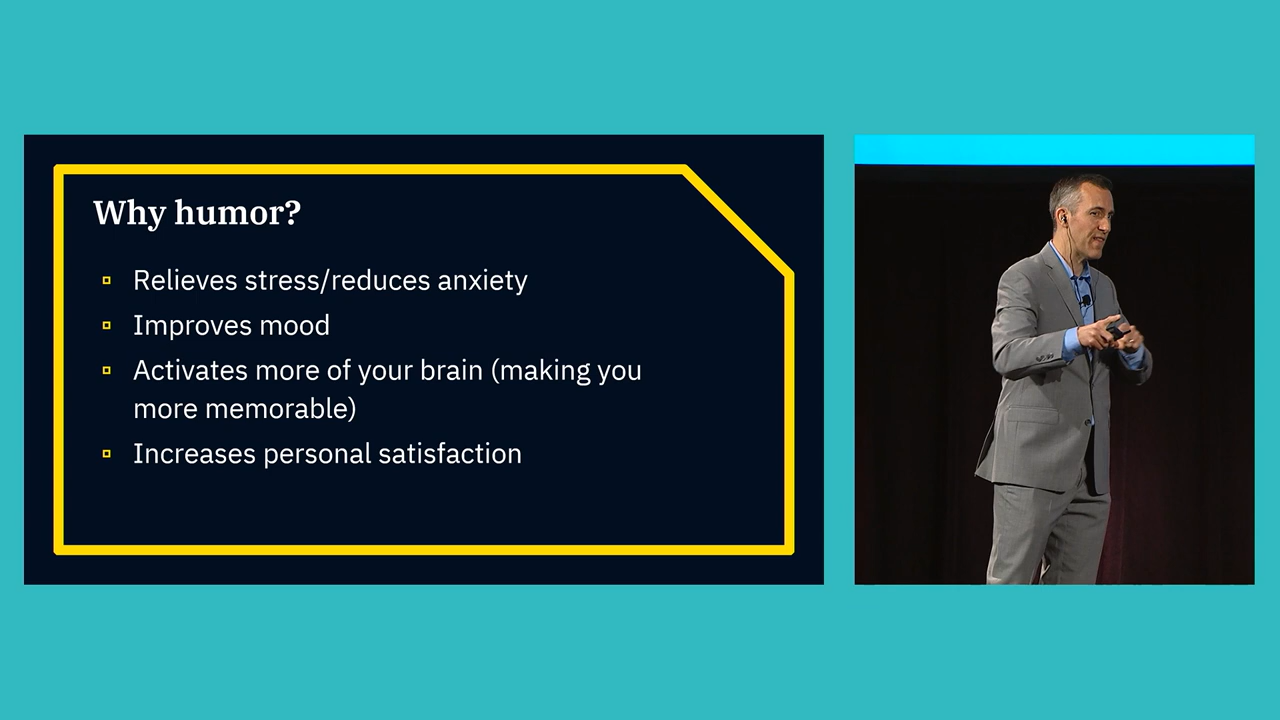 Why humor?
Relieves stress/reduces anxiety
Improves mood
Activates more of your brain (making you
more memorable)
Increases personal satisfaction